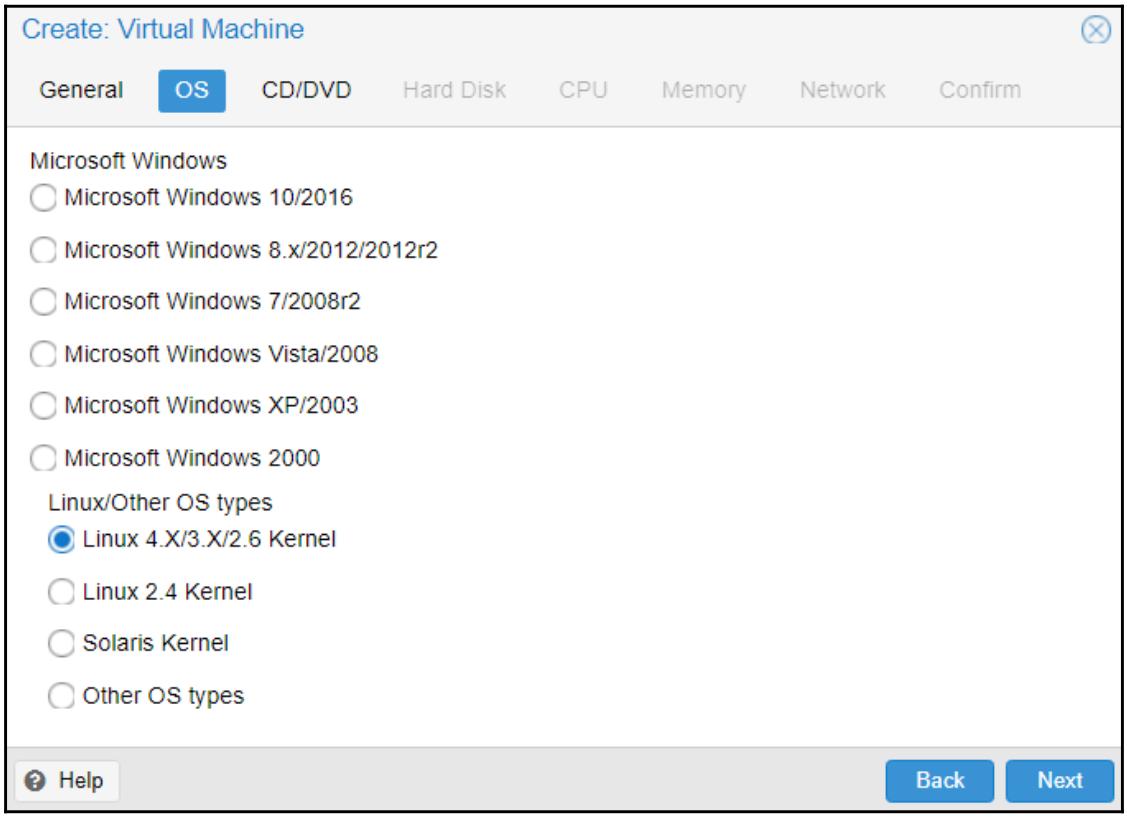 Create: Virtual Machine
General OS CD/DVD Hard Disk CPU Memory Network Confirm
Microsoft Windows
Microsoft Windows 10/2016
Microsoft Windows 8.x/2012/2012r2
Microsoft Windows 7/2008r2
Microsoft Windows Vista/2008
Microsoft Windows XP/2003
Microsoft Windows 2000
Linux/Other OS types
Linux 4.X/3.X/2.6 Kernel
Linux 2.4 Kernel
Solaris Kernel
Other OS types
? Help Back Next